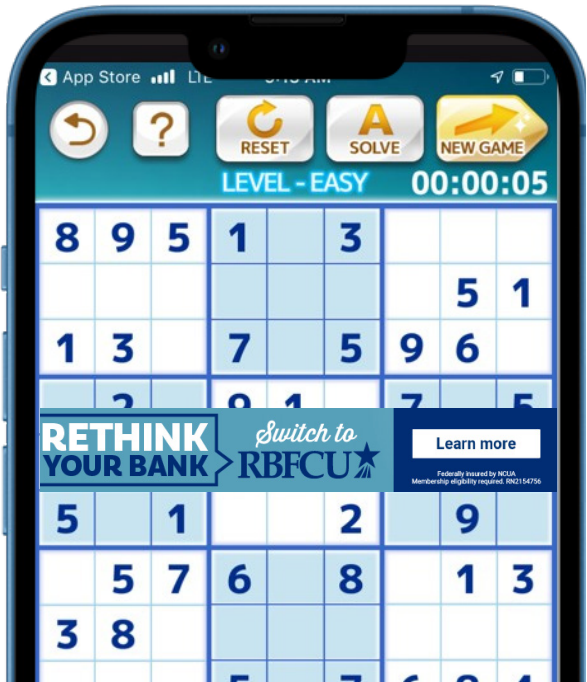 App Store LTE
RESET
A
SOLVE
NEW GAME
?
LEVEL - EASY 00:00:05
8 9 5 1 3
5 1
1 3 7 5 9 6
RETHINK
YOUR BANK
Switch to
RBFCU
Learn more
Federally insured by NCUA
Membership eligibility required. RN2154756
5 1 2 9
5 7 6 8 1 3
3 8